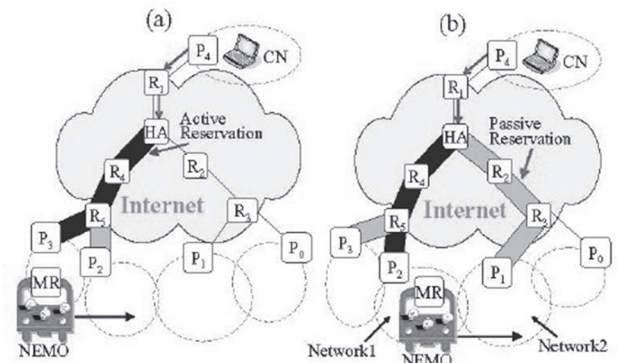 (a)
P4
CN
R1
HA
Active
Reservation
R4
R2
Internet
R5
R3
P3
P2
P1
P0
MR
NEMO
(b)
P4
CN
R1
HA
Passive
Reservation
R4
R2
Internet
R5
R3
P3
P2
P1
P0
MR
Network1
NEMO
Network2